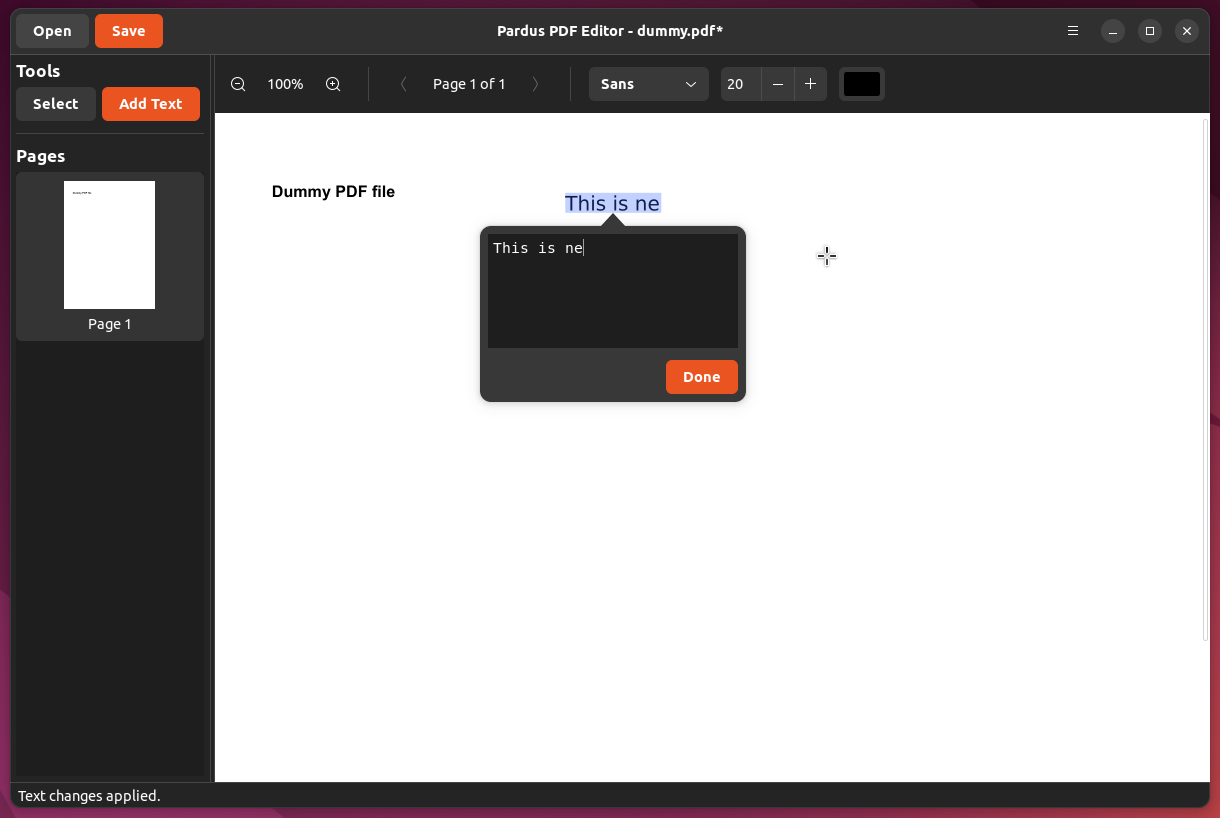 Open Save Pardus PDF Editor - dummy.pdf*
Tools
Select Add Text
100% Page 1 of 1 Sans 20
Pages
Page 1
Dummy PDF file
This is ne
This is ne
Done
Text changes applied.